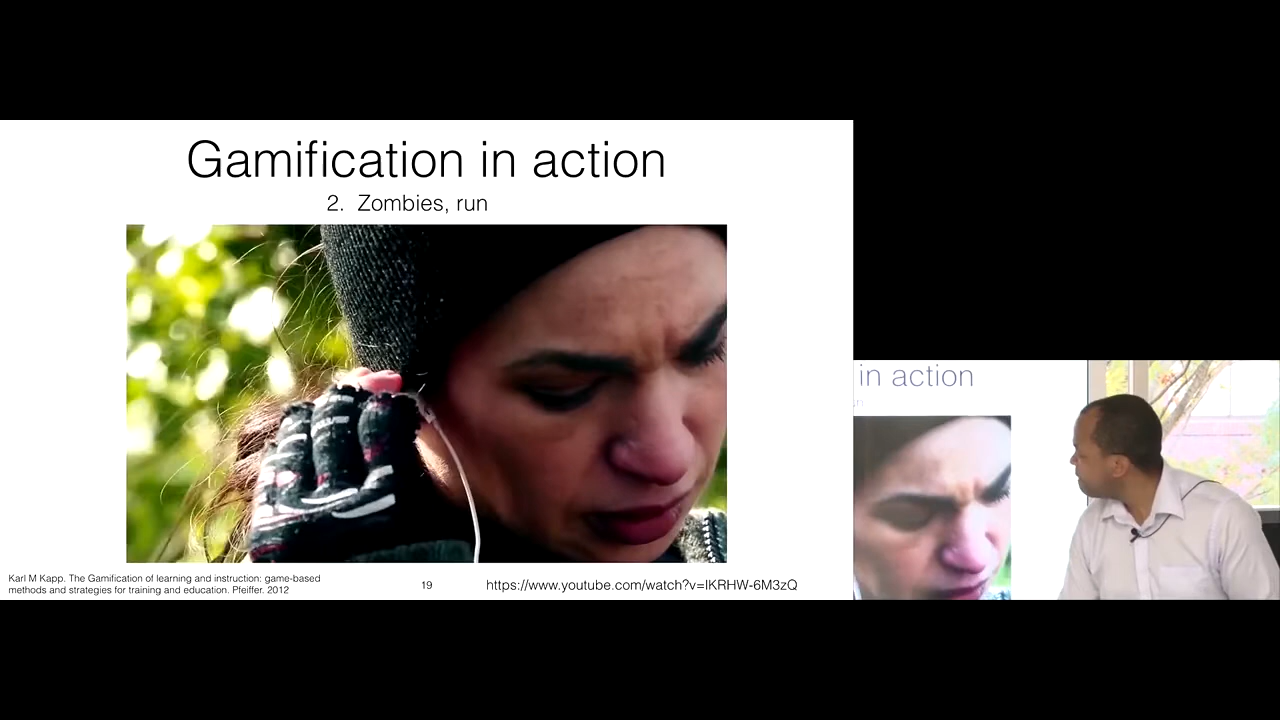 Gamification in action
2. Zombies, run
Karl M Kapp. The Gamification of learning and instruction: game-based
methods and strategies for training and education. Pfeiffer. 2012
19
https://www.youtube.com/watch?v=IKRHW-6M3zQ
in action